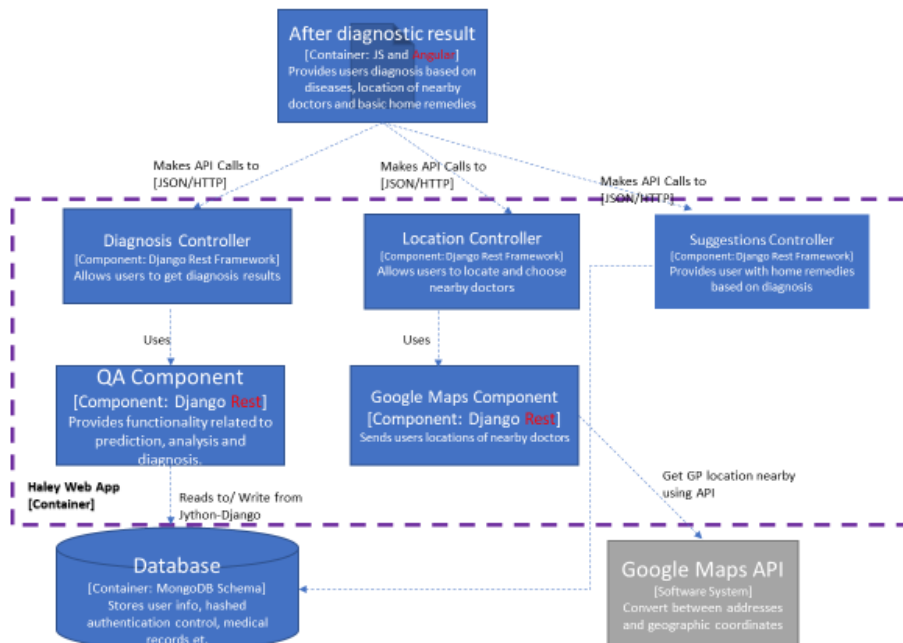 After diagnostic result
[Container: JS and Angular]
Provides users diagnosis based on
diseases, location of nearby
doctors and basic home remedies
Makes API Calls to
[JSON/HTTP]
Makes API Calls to
[JSON/HTTP]
Makes API Calls to
[JSON/HTTP]
Diagnosis Controller
[Component: Django Rest Framework]
Allows users to get diagnosis results
Location Controller
[Component: Django Rest Framework]
Allows users to locate and choose
nearby doctors
Suggestions Controller
[Component: Django Rest Framework]
Provides user with home remedies
based on diagnosis
Uses
Uses
QA Component
[Component: Django Rest]
Provides functionality related to
prediction, analysis and
diagnosis.
Google Maps Component
[Component: Django Rest]
Sends users locations of nearby doctors
Haley Web App
[Container]
Reads to/ Write from
Jython-Django
Get GP location nearby
using API
Database
[Container: MongoDB Schema]
Stores user info, hashed
authentication control, medical
records et.
Google Maps API
[Software System]
Convert between addresses
and geographic coordinates